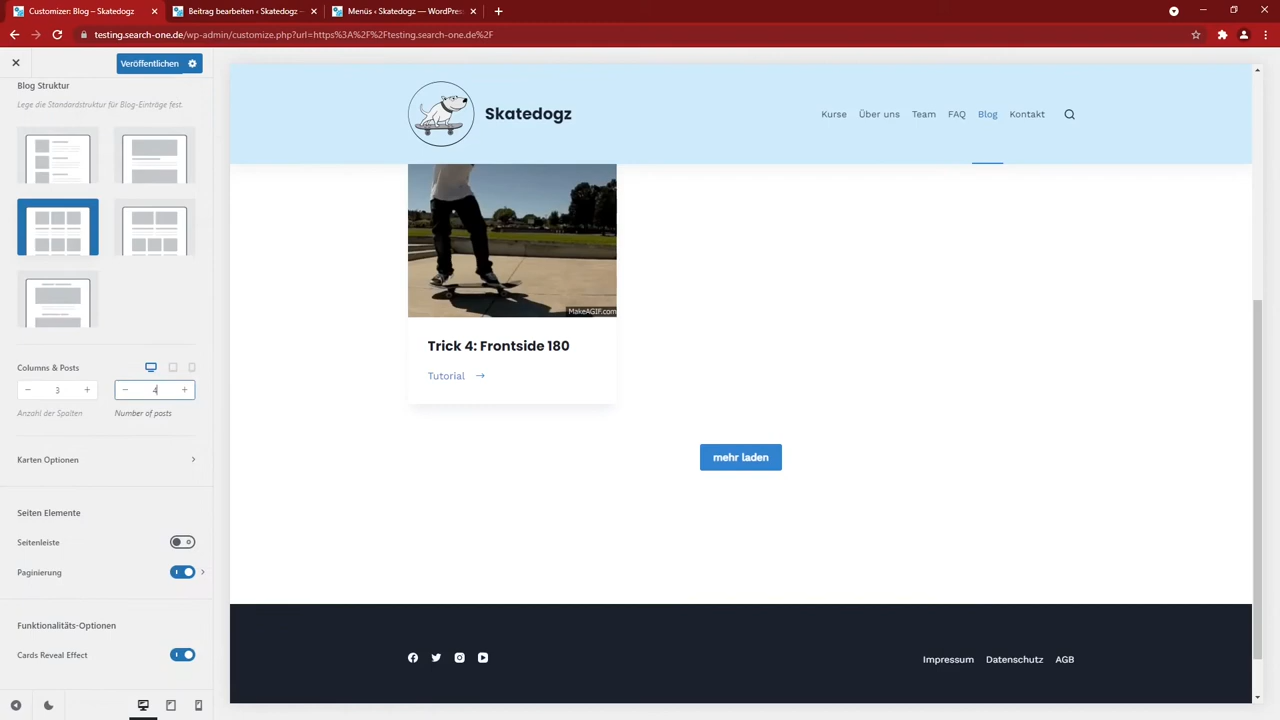 Customizer: Blog - Skatedogz
Beitrag bearbeiten ‹ Skatedogz
Menüs ‹ Skatedogz — WordPress
testing.search-one.de/wp-admin/customize.php?url=https%3A%2F%2Ftesting.search-one.de%2F
Veröffentlichen
Blog Struktur
Lege die Standardstruktur für Blog-Einträge fest.
Columns & Posts
3
4
Anzahl der Spalten
Number of posts
Karten Optionen
Seiten Elemente
Seitenleiste
Paginierung
Funktionalitäts-Optionen
Cards Reveal Effect
Skatedogz
Kurse Über uns Team FAQ Blog Kontakt
MakeAGIF.com
Trick 4: Frontside 180
Tutorial →
mehr laden
Impressum Datenschutz AGB